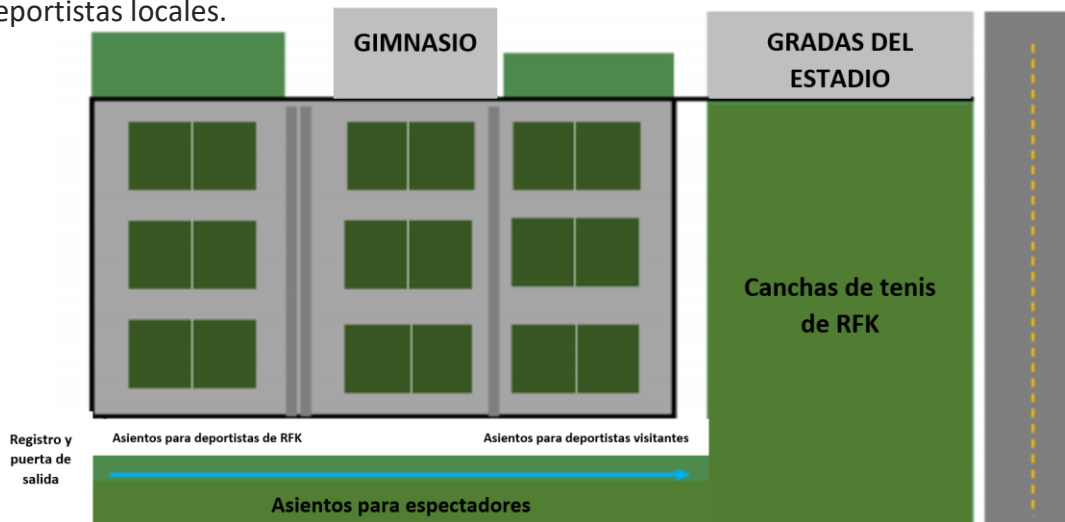 eportistas locales.
GIMNASIO
GRADAS DEL
ESTADIO
Canchas de tenis
de RFK
Registro y
puerta de
salida
Asientos para deportistas de RFK
Asientos para deportistas visitantes
Asientos para espectadores